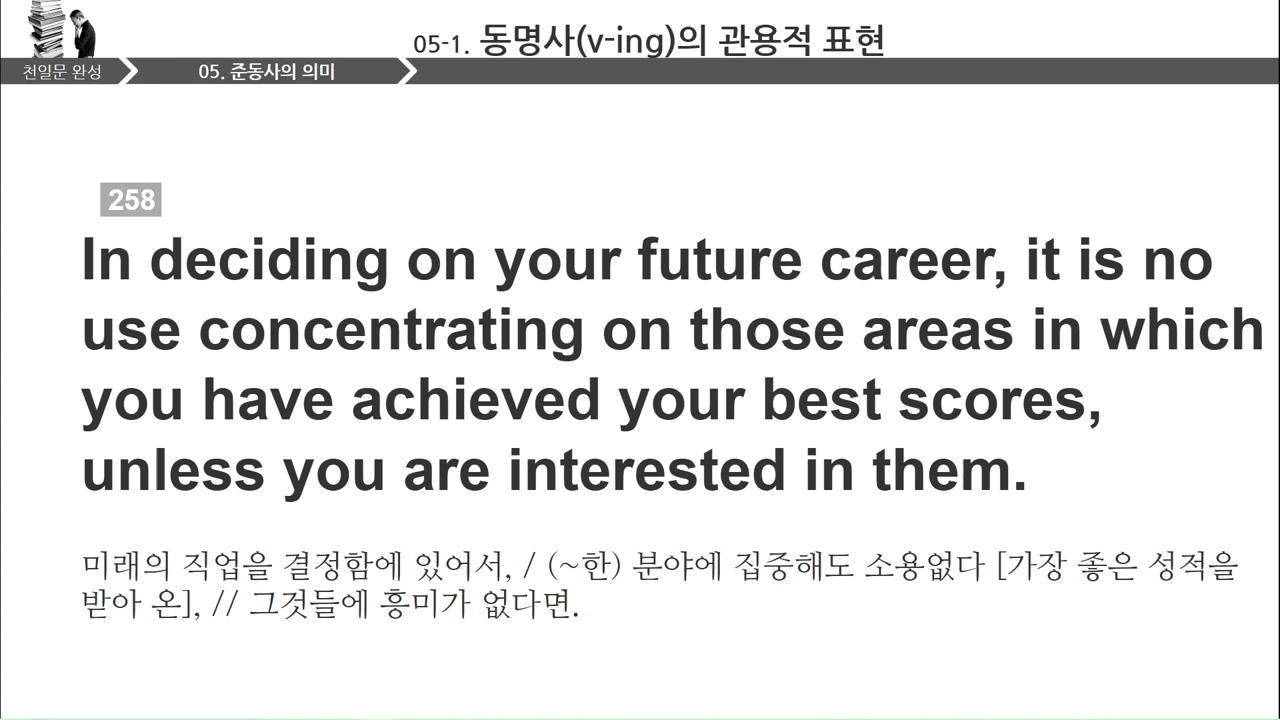 05-1. 동명사(v-ing)의 관용적 표현
천일문 완성
05. 준동사의 의미
258
In deciding on your future career, it is no
use concentrating on those areas in which
you have achieved your best scores,
unless you are interested in them.
미래의 직업을 결정함에 있어서, / (~한) 분야에 집중해도 소용없다 [가장 좋은 성적을
받아 온], // 그것들에 흥미가 없다면.